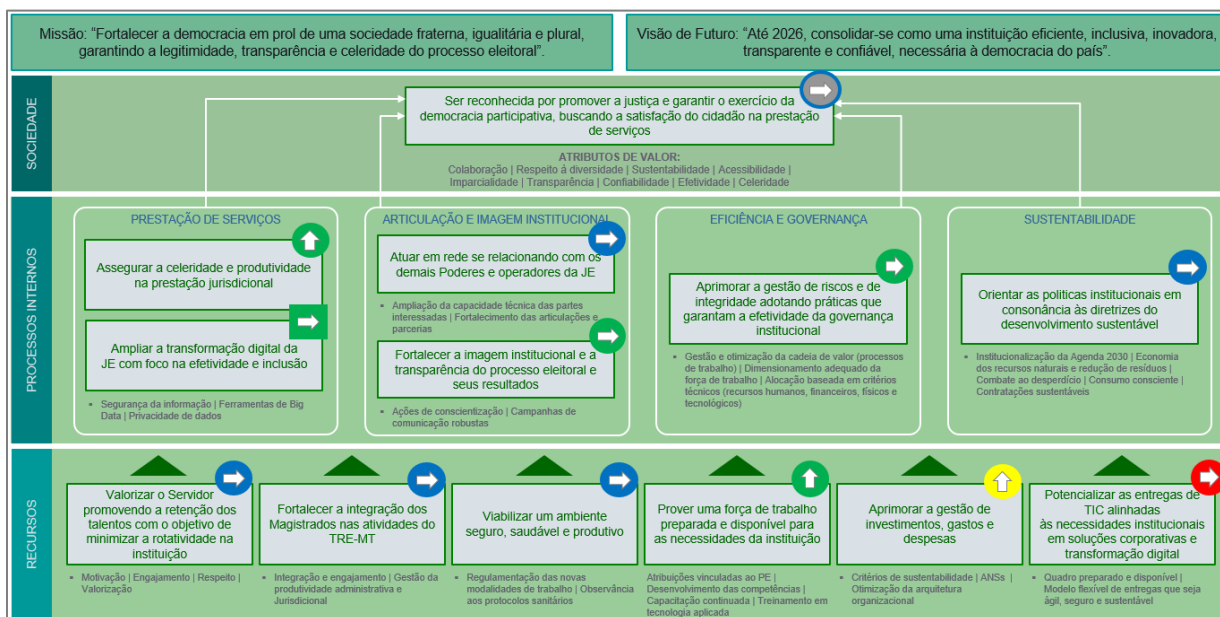 Missão: “Fortalecer a democracia em prol de uma sociedade fraterna, igualitária e plural,
garantindo a legitimidade, transparência e celeridade do processo eleitoral”.
Visão de Futuro: “Até 2026, consolidar-se como uma instituição eficiente, inclusiva, inovadora,
transparente e confiável, necessária à democracia do país”.
SOCIEDADE
Ser reconhecida por promover a justiça e garantir o exercício da
democracia participativa, buscando a satisfação do cidadão na prestação
de serviços
ATRIBUTOS DE VALOR:
Colaboração | Respeito à diversidade | Sustentabilidade | Acessibilidade |
Imparcialidade | Transparência | Confiabilidade | Efetividade | Celeridade
PROCESSOS INTERNOS
PRESTAÇÃO DE SERVIÇOS
Assegurar a celeridade e produtividade
na prestação jurisdicional
Ampliar a transformação digital da
JE com foco na efetividade e inclusão
▪ Segurança da informação | Ferramentas de Big
Data | Privacidade de dados
ARTICULAÇÃO E IMAGEM INSTITUCIONAL
Atuar em rede se relacionando com os
demais Poderes e operadores da JE
▪ Ampliação da capacidade técnica das partes
interessadas | Fortalecimento das articulações e
parcerias
Fortalecer a imagem institucional e a
transparência do processo eleitoral e
seus resultados
▪ Ações de conscientização | Campanhas de
comunicação robustas
EFICIÊNCIA E GOVERNANÇA
Aprimorar a gestão de riscos e de
integridade adotando práticas que
garantam a efetividade da governança
institucional
▪ Gestão e otimização da cadeia de valor (processos
de trabalho) | Dimensionamento adequado da
força de trabalho | Alocação baseada em critérios
técnicos (recursos humanos, financeiros, físicos e
tecnológicos)
SUSTENTABILIDADE
Orientar as politicas institucionais em
consonância às diretrizes do
desenvolvimento sustentável
▪ Institucionalização da Agenda 2030 | Economia
dos recursos naturais e redução de resíduos |
Combate ao desperdício | Consumo consciente |
Contratações sustentáveis
RECURSOS
Valorizar o Servidor
promovendo a retenção dos
talentos com o objetivo de
minimizar a rotatividade na
instituição
▪ Motivação | Engajamento | Respeito |
Valorização
Fortalecer a integração dos
Magistrados nas atividades do
TRE-MT
▪ Integração e engajamento | Gestão da
produtividade administrativa e
Jurisdicional
Viabilizar um ambiente
seguro, saudável e produtivo
▪ Regulamentação das novas
modalidades de trabalho | Observância
aos protocolos sanitários
Prover uma força de trabalho
preparada e disponível para
as necessidades da instituição
Atribuições vinculadas ao PE |
Desenvolvimento das competências |
Capacitação continuada | Treinamento em
tecnologia aplicada
Aprimorar a gestão de
investimentos, gastos e
despesas
▪ Critérios de sustentabilidade | ANSs |
Otimização da arquitetura
organizacional
Potencializar as entregas de
TIC alinhadas
às necessidades institucionais
em soluções corporativas e
transformação digital
▪ Quadro preparado e disponível |
Modelo flexível de entregas que seja
ágil, seguro e sustentável